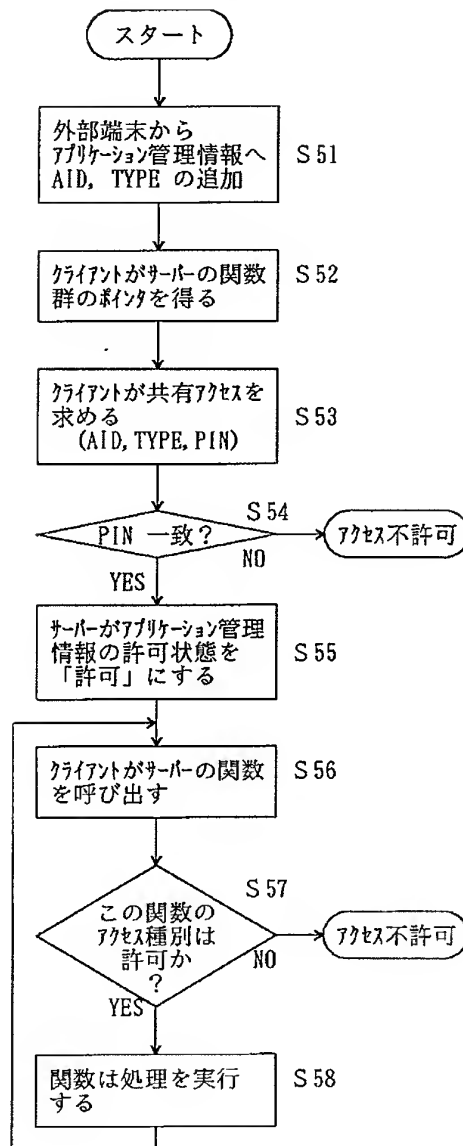 スタート
外部端末から
ｱﾌﾟﾘｹｰｼｮﾝ管理情報へ
AID, TYPE の追加
S51
ｸﾗｲｱﾝﾄがｻｰﾊﾞｰの関数
群のﾎﾟｲﾝﾀを得る
S52
ｸﾗｲｱﾝﾄが共有ｱｸｾｽを
求める
(AID, TYPE, PIN)
S53
S54
PIN 一致?
ｱｸｾｽ不許可
NO
YES
ｻｰﾊﾞｰがｱﾌﾟﾘｹｰｼｮﾝ管理
情報の許可状態を
「許可」にする
S55
ｸﾗｲｱﾝﾄがｻｰﾊﾞｰの関数
を呼び出す
S56
S57
この関数の
ｱｸｾｽ種別は
許可か
?
ｱｸｾｽ不許可
NO
YES
関数は処理を実行
する
S58